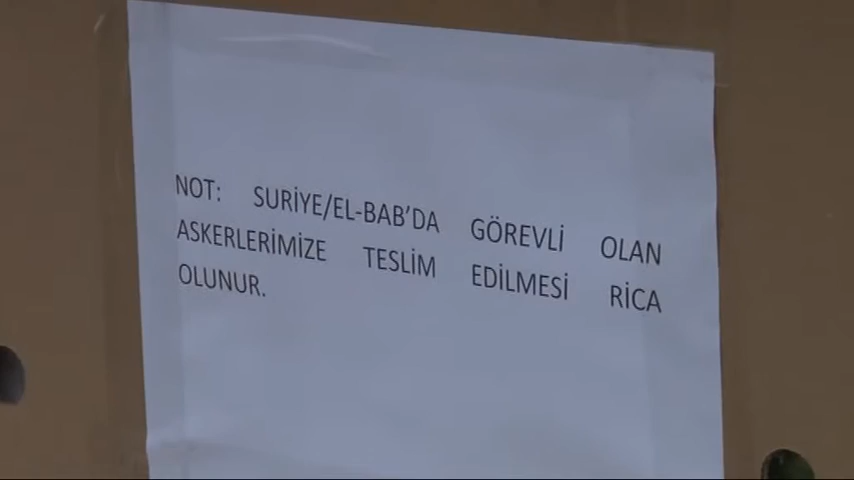 NOT: SURİYE/EL-BAB'DA GÖREVLİ OLAN
ASKERLERİMİZE TESLİM EDİLMESİ RİCA
OLUNUR.